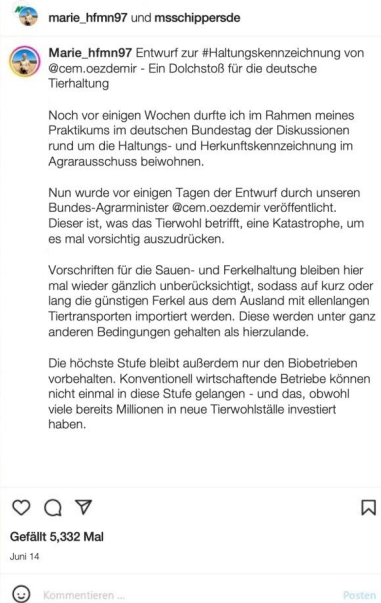 marie_hfmn97 und msschippersde
Marie_hfmn97 Entwurf zur #Haltungskennzeichnung von
@cem.oezdemir - Ein Dolchstoß für die deutsche
Tierhaltung
Noch vor einigen Wochen durfte ich im Rahmen meines
Praktikums im deutschen Bundestag der Diskussionen
rund um die Haltungs- und Herkunftskennzeichnung im
Agrarausschuss beiwohnen.
Nun wurde vor einigen Tagen der Entwurf durch unseren
Bundes-Agrarminister @cem.oezdemir veröffentlicht.
Dieser ist, was das Tierwohl betrifft, eine Katastrophe, um
es mal vorsichtig auszudrücken.
Vorschriften für die Sauen- und Ferkelhaltung bleiben hier
mal wieder gänzlich unberücksichtigt, sodass auf kurz oder
lang die günstigen Ferkel aus dem Ausland mit ellenlangen
Tiertransporten importiert werden. Diese werden unter ganz
anderen Bedingungen gehalten als hierzulande.
Die höchste Stufe bleibt außerdem nur den Biobetrieben
vorbehalten. Konventionell wirtschaftende Betriebe können
nicht einmal in diese Stufe gelangen - und das, obwohl
viele bereits Millionen in neue Tierwohlställe investiert
haben.
Gefällt 5,332 Mal
Juni 14
Kommentieren ...
Posten